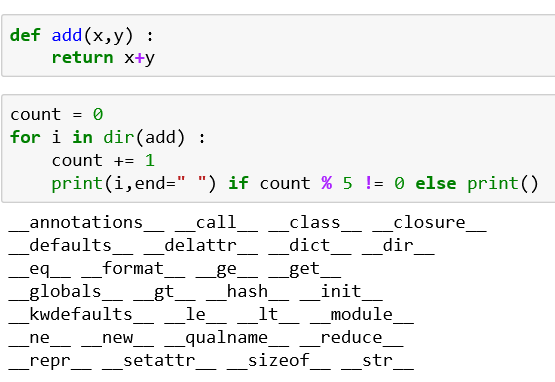 def add(x,y) :
    return x+y
count = 0
for i in dir(add) :
    count += 1
    print(i,end=" ") if count % 5 != 0 else print()
__annotations__ __call__ __class__ __closure__
__defaults__ __delattr__ __dict__ __dir__
__eq__ __format__ __ge__ __get__
__globals__ __gt__ __hash__ __init__
__kwdefaults__ __le__ __lt__ __module__
__ne__ __new__ __qualname__ __reduce__
__repr__ __setattr__ __sizeof__ __str__